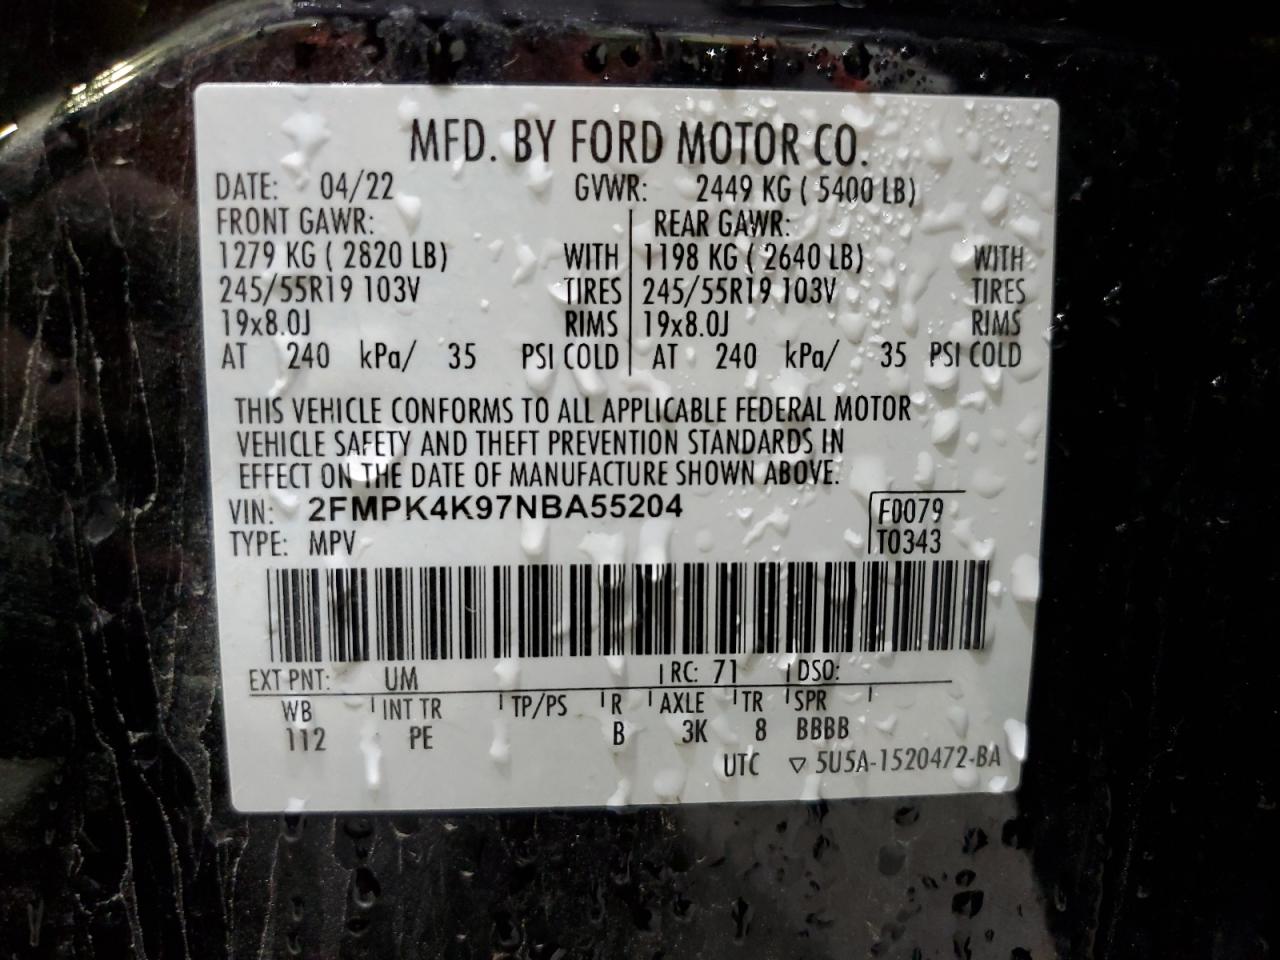 MFD. BY FORD MOTOR CO.
DATE: 04/22 GVWR: 2449 KG ( 5400 LB)
FRONT GAWR: REAR GAWR:
1279 KG ( 2820 LB) WITH 1198 KG ( 2640 LB) WITH
245/55R19 103V TIRES 245/55R19 103V TIRES
19x8.0J RIMS 19x8.0J RIMS
AT 240 kPa/ 35 PSI COLD AT 240 kPa/ 35 PSI COLD
THIS VEHICLE CONFORMS TO ALL APPLICABLE FEDERAL MOTOR
VEHICLE SAFETY AND THEFT PREVENTION STANDARDS IN
EFFECT ON THE DATE OF MANUFACTURE SHOWN ABOVE.
VIN: 2FMPK4K97NBA55204 F0079
TYPE: MPV T0343
EXT PNT: UM RC: 71 DSO:
WB INT TR TP/PS R AXLE TR SPR
112 PE B 3K 8 BBBB
UTC ▽ 5U5A-1520472-BA